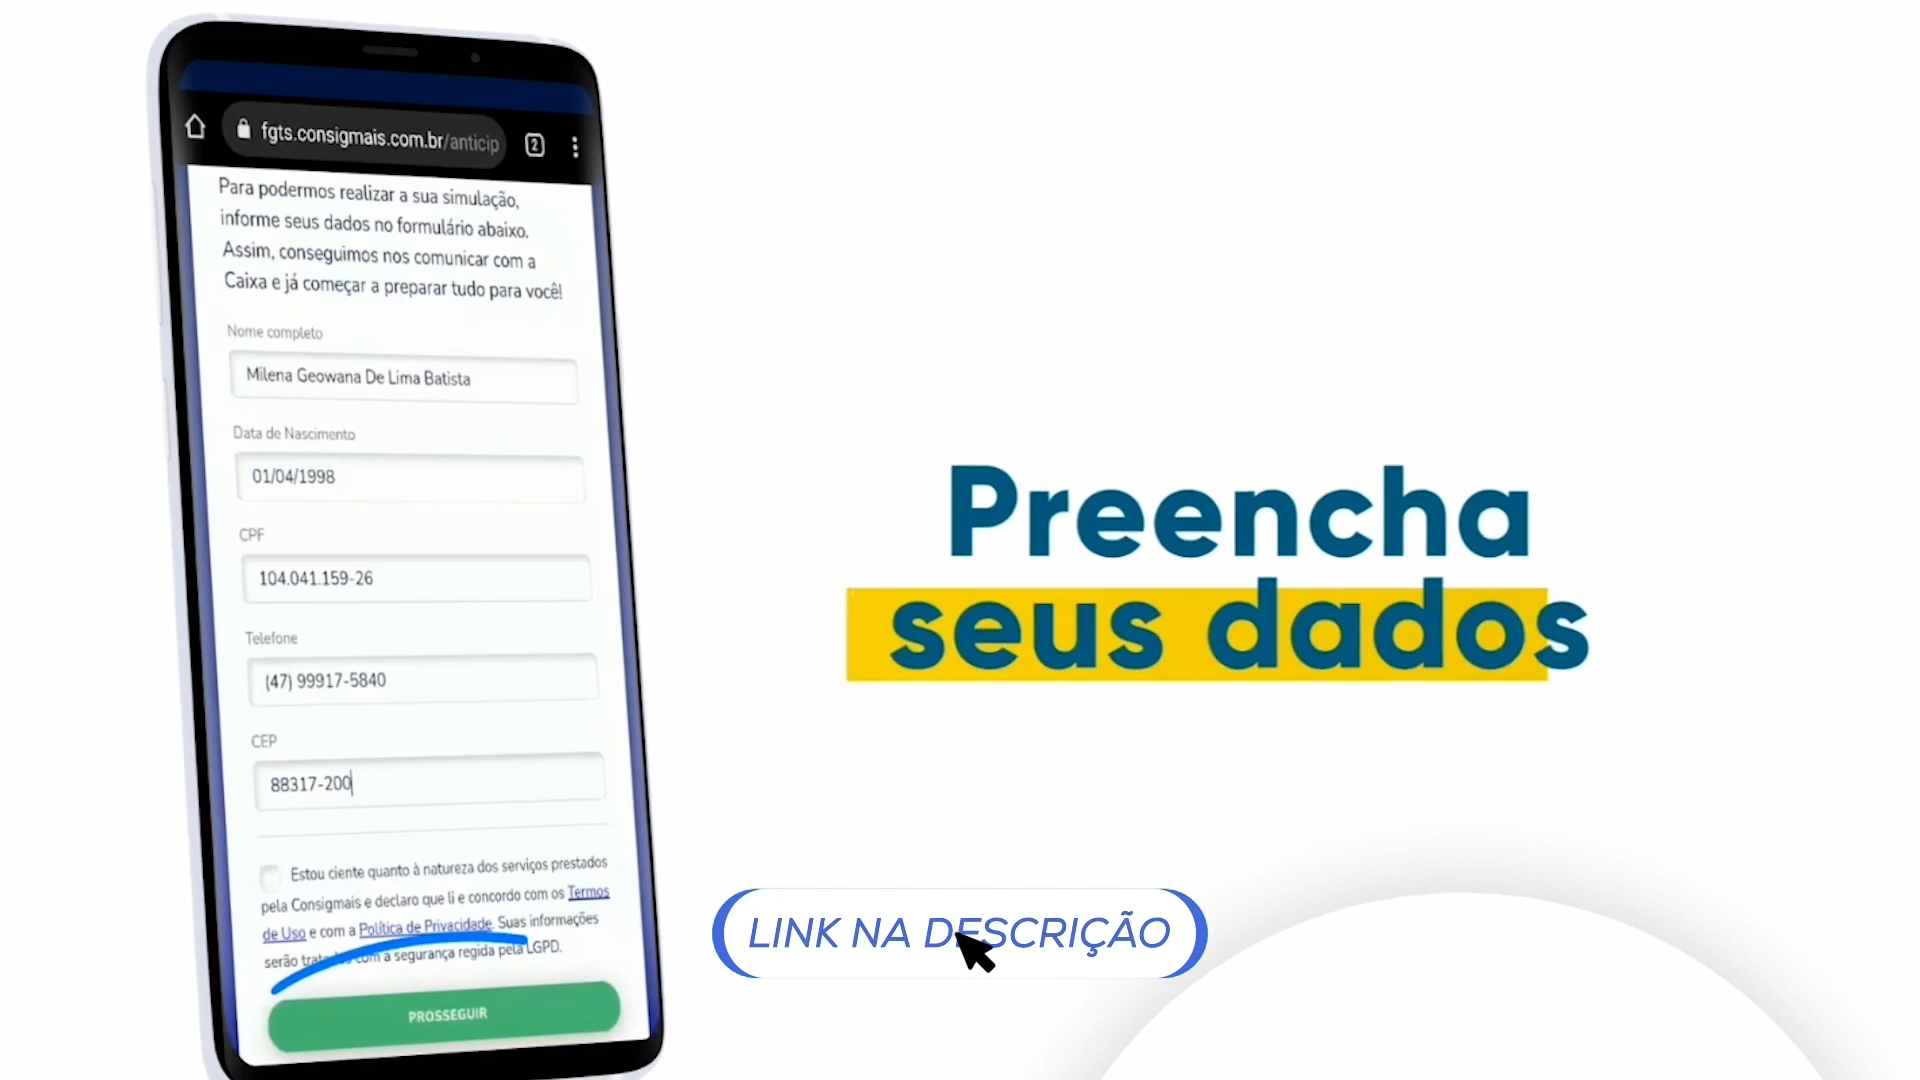 fgts.consigmais.com.br/anticip
2
Para podermos realizar a sua simulação,
informe seus dados no formulário abaixo.
Assim, conseguimos nos comunicar com a
Caixa e já começar a preparar tudo para você!
Nome completo
Milena Geowana De Lima Batista
Data de Nascimento
01/04/1998
CPF
104.041.159-26
Telefone
(47) 99917-5840
CEP
88317-200
Estou ciente quanto à natureza dos serviços prestados
pela Consigmais e declaro que li e concordo com os Termos
de Uso e com a Política de Privacidade. Suas informações
serão tratadas com a segurança regida pela LGPD.
PROSSEGUIR
Preencha
seus dados
LINK NA DESCRIÇÃO